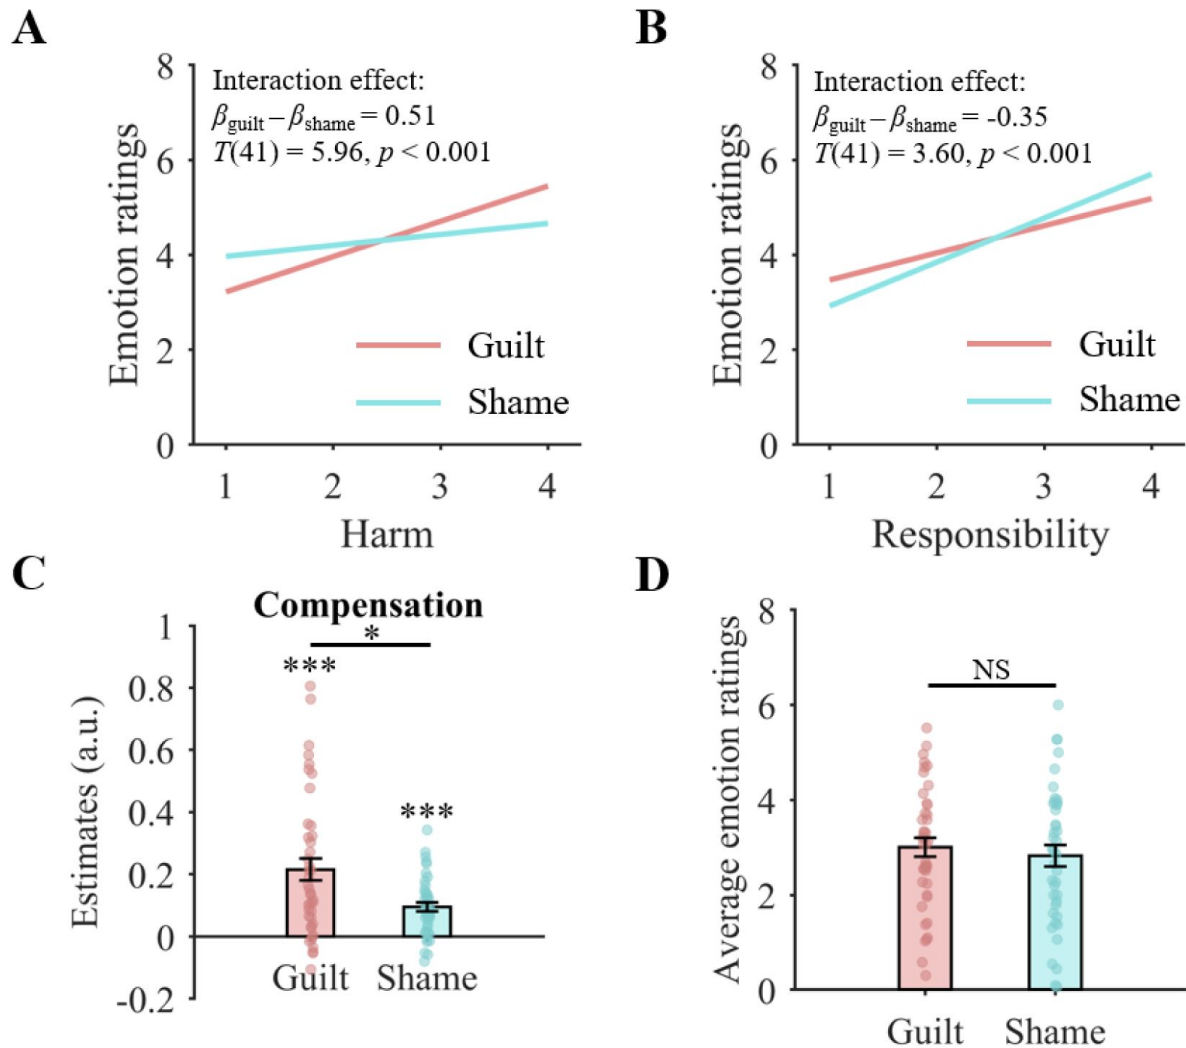 A
8
6
4
2
0
Emotion ratings
Interaction effect:
βguilt – βshame = 0.51
T(41) = 5.96, p < 0.001
Guilt
Shame
1 2 3 4
Harm
B
8
6
4
2
0
Emotion ratings
Interaction effect:
βguilt – βshame = -0.35
T(41) = 3.60, p < 0.001
Guilt
Shame
1 2 3 4
Responsibility
C
Compensation
1
0.8
0.6
0.4
0.2
0
-0.2
Estimates (a.u.)
*
***
***
Guilt Shame
D
8
6
4
2
0
Average emotion ratings
NS
Guilt Shame